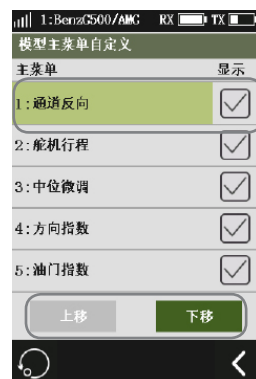 1:BenzG500/AMG RX TX
模型主菜单自定义
主菜单 显示
1:通道反向
2:舵机行程
3:中位微调
4:方向指数
5:油门指数
上移 下移